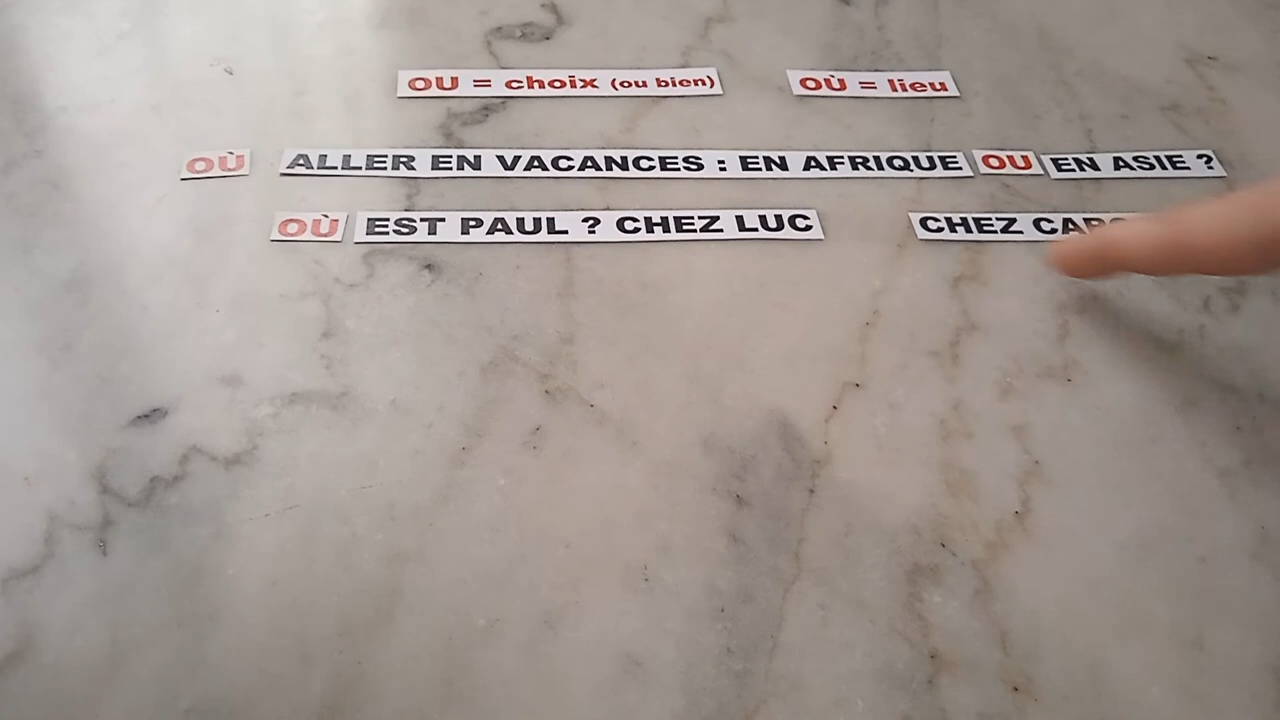 OU = choix (ou bien) OÙ = lieu
OÙ ALLER EN VACANCES : EN AFRIQUE OU EN ASIE ?
OÙ EST PAUL ? CHEZ LUC CHEZ